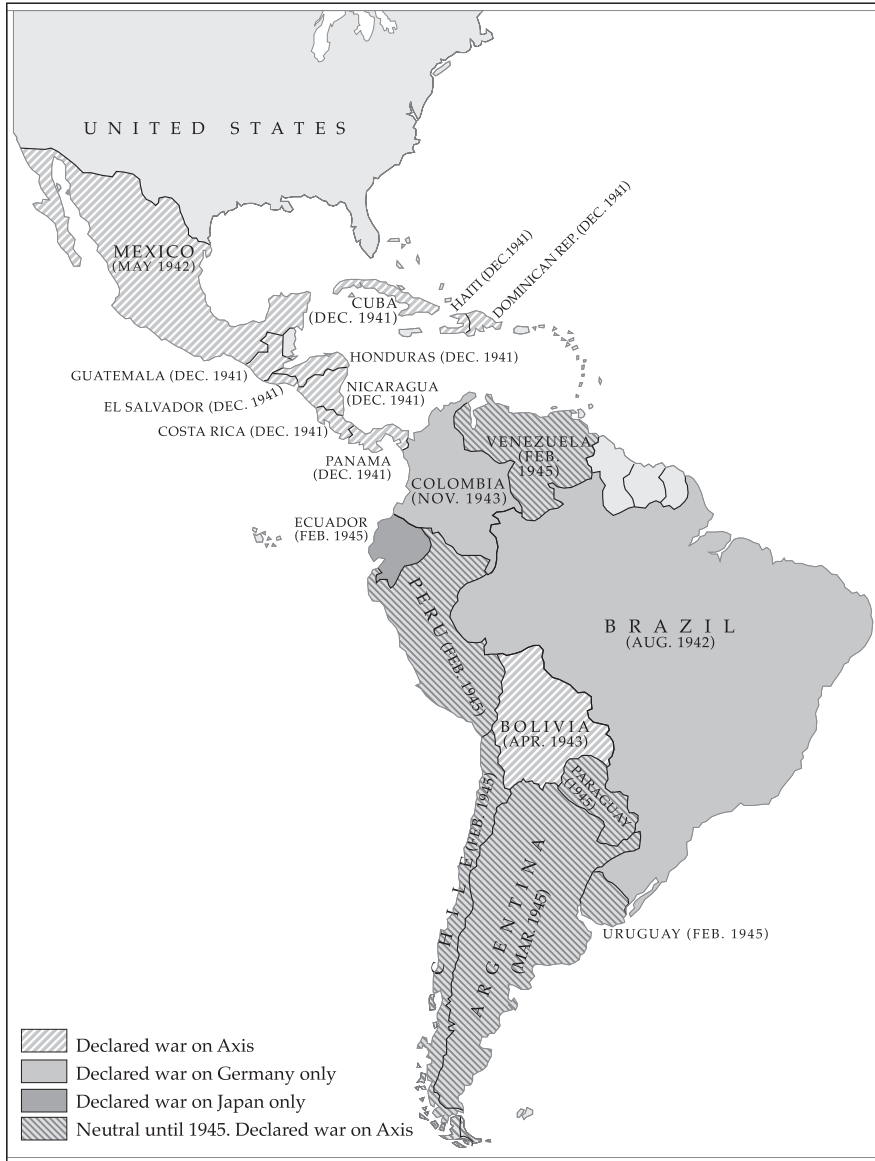 UNITED STATES
MEXICO
(MAY 1942)
CUBA
(DEC. 1941)
HAITI (DEC.1941)
DOMINICAN REP. (DEC. 1941)
GUATEMALA (DEC. 1941)
HONDURAS (DEC. 1941)
EL SALVADOR (DEC. 1941)
NICARAGUA
(DEC. 1941)
COSTA RICA (DEC. 1941)
PANAMA
(DEC. 1941)
VENEZUELA
(FEB.
1945)
COLOMBIA
(NOV. 1943)
ECUADOR
(FEB. 1945)
PERU (FEB. 1945)
BRAZIL
(AUG. 1942)
BOLIVIA
(APR. 1943)
PARAGUAY
(1945)
CHILE (FEB. 1945)
ARGENTINA
(MAR. 1945)
URUGUAY (FEB. 1945)
Declared war on Axis
Declared war on Germany only
Declared war on Japan only
Neutral until 1945. Declared war on Axis